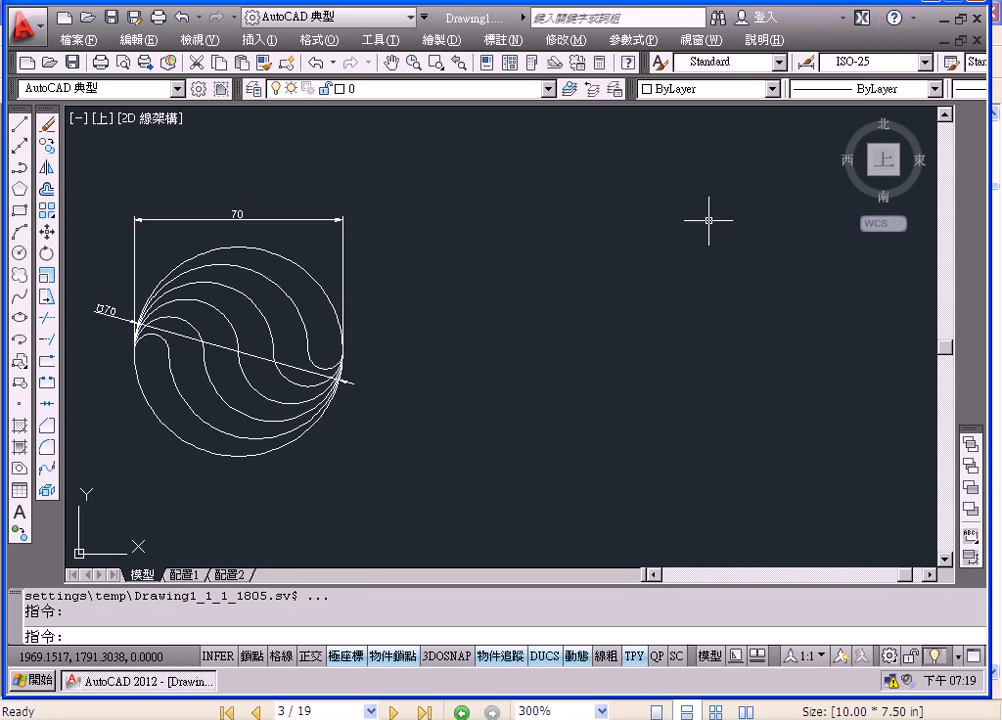 AutoCAD 典型
Drawing1....
鍵入關鍵字或詞組
登入
檔案(F) 編輯(E) 檢視(V) 插入(I) 格式(O) 工具(T) 繪製(D) 標註(N) 修改(M) 參數式(P) 視窗(W) 說明(H)
Standard ISO-25 Stan
AutoCAD 典型 0 ByLayer ByLayer
[−] [上] [2D 線架構]
北
西 上 東
南
WCS
70
□70
Y
X
模型 配置1 配置2
settings\temp\Drawing1_1_1_1805.sv$ ...
指令:
指令:
1969.1517, 1791.3038, 0.0000 INFER 鎖點 格線 正交 極座標 物件鎖點 3DOSNAP 物件追蹤 DUCS 動態 線粗 TPY QP SC 模型 1:1
開始 AutoCAD 2012 - [Drawin... 下午 07:19
Ready 3 / 19 300% Size: [10.00 * 7.50 in]